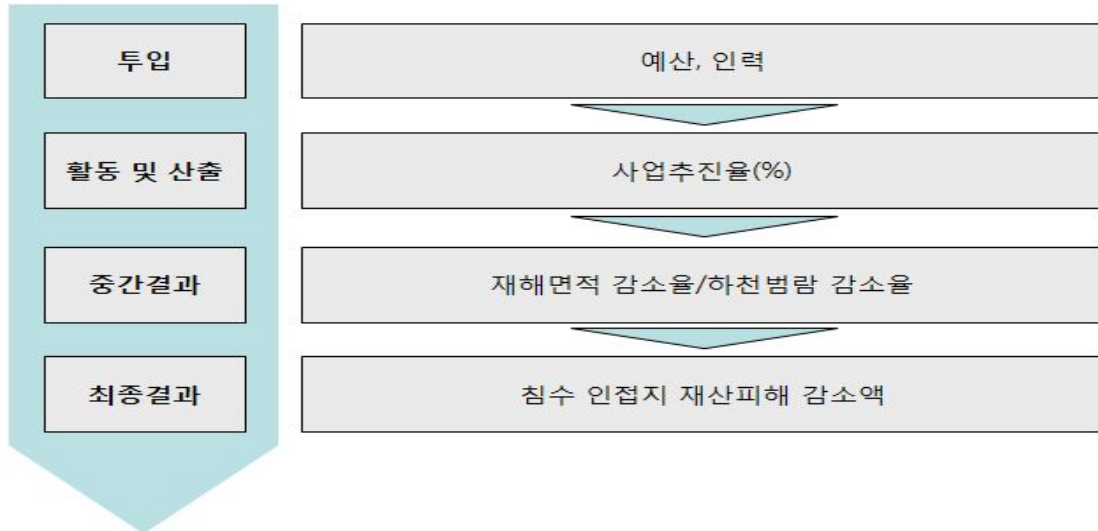 투입
예산, 인력
활동 및 산출
사업추진율(%)
중간결과
재해면적 감소율/하천범람 감소율
최종결과
침수 인접지 재산피해 감소액